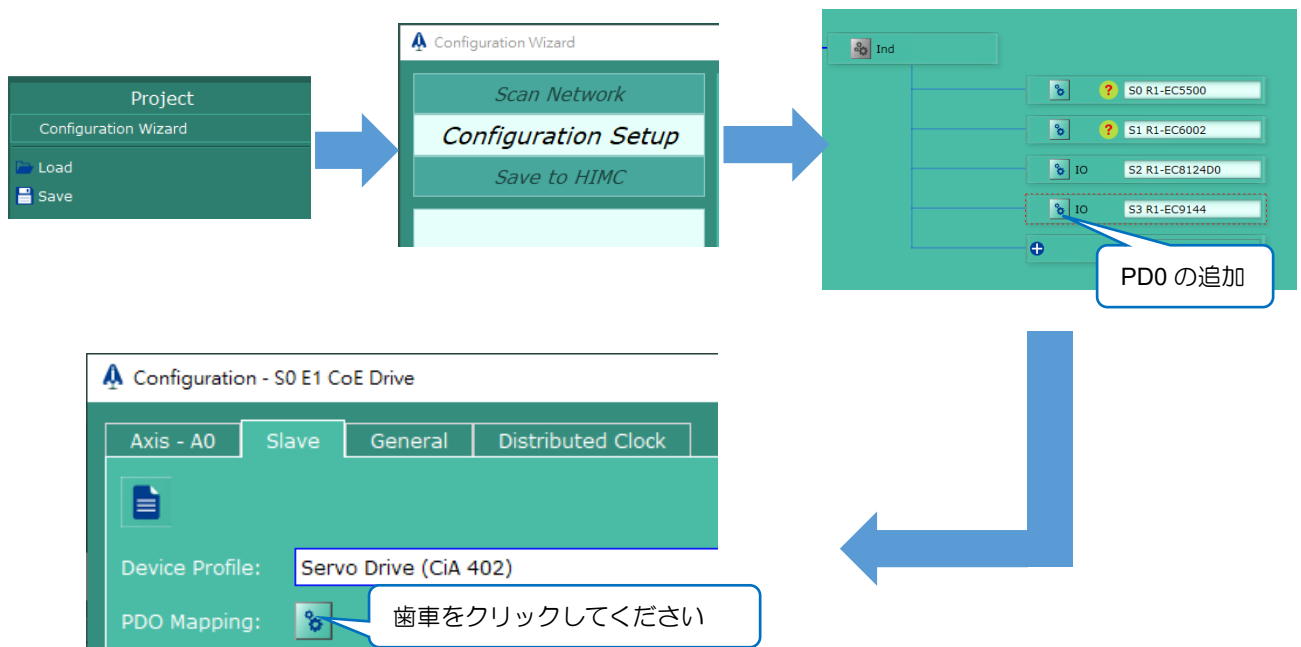 Project
Configuration Wizard
Load
Save
Configuration Wizard
Scan Network
Configuration Setup
Save to HIMC
Ind
? S0 R1-EC5500
? S1 R1-EC6002
IO S2 R1-EC8124D0
IO S3 R1-EC9144
PD0 の追加
Configuration - S0 E1 CoE Drive
Axis - A0 Slave General Distributed Clock
Device Profile: Servo Drive (CiA 402)
PDO Mapping: 歯車をクリックしてください